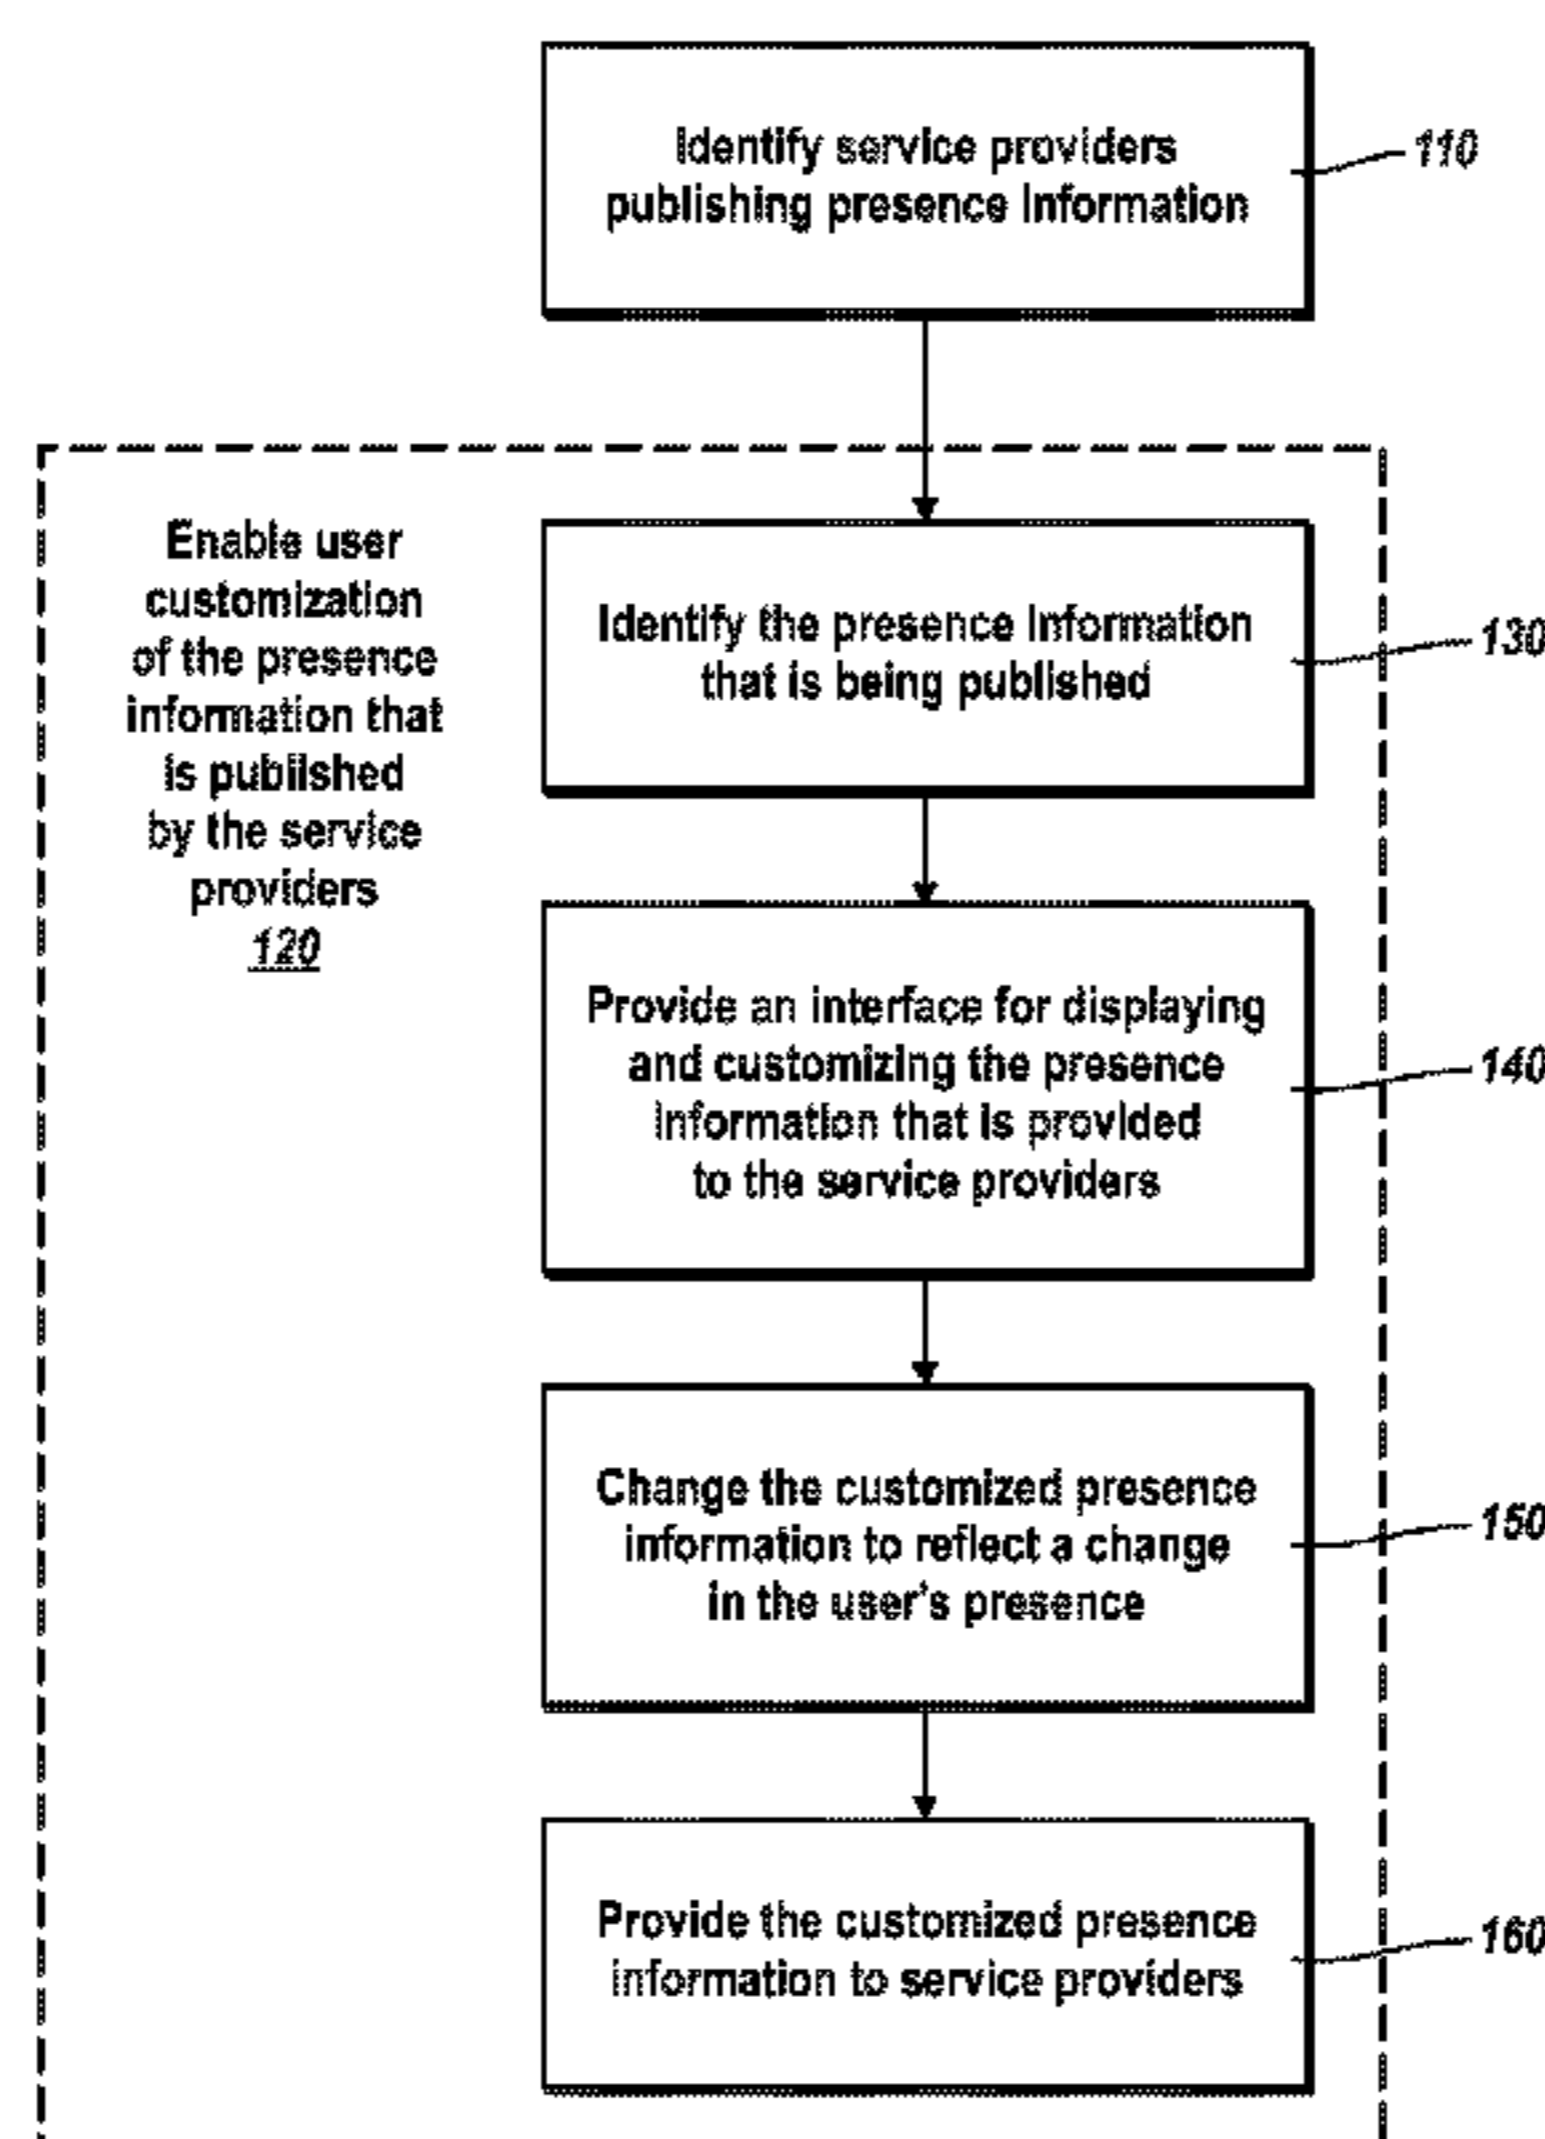 Identify service providers
publishing presence information
110
Enable user
customization
of the presence
information that
is published
by the service
providers
120
Identify the presence information
that is being published
130
Provide an interface for displaying
and customizing the presence
information that is provided
to the service providers
140
Change the customized presence
information to reflect a change
in the user's presence
150
Provide the customized presence
information to service providers
160